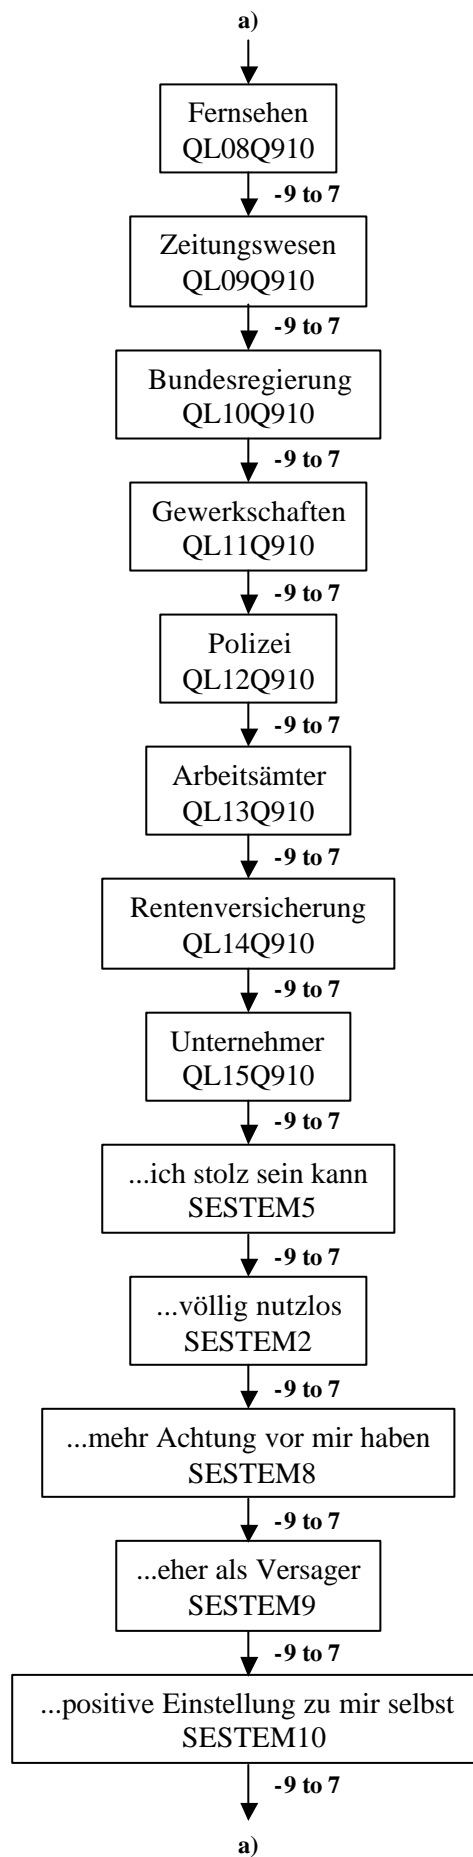 a)
Fernsehen
QL08Q910
-9 to 7
Zeitungswesen
QL09Q910
-9 to 7
Bundesregierung
QL10Q910
-9 to 7
Gewerkschaften
QL11Q910
-9 to 7
Polizei
QL12Q910
-9 to 7
Arbeitsämter
QL13Q910
-9 to 7
Rentenversicherung
QL14Q910
-9 to 7
Unternehmer
QL15Q910
-9 to 7
...ich stolz sein kann
SESTEM5
-9 to 7
...völlig nutzlos
SESTEM2
-9 to 7
...mehr Achtung vor mir haben
SESTEM8
-9 to 7
...eher als Versager
SESTEM9
-9 to 7
...positive Einstellung zu mir selbst
SESTEM10
-9 to 7
a)